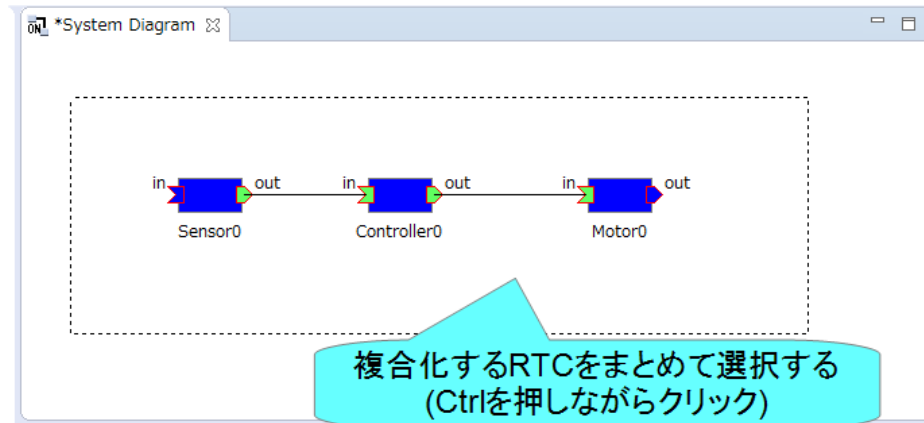 ON *System Diagram
in out in out in out
Sensor0 Controller0 Motor0
複合化するRTCをまとめて選択する
(Ctrlを押しながらクリック)